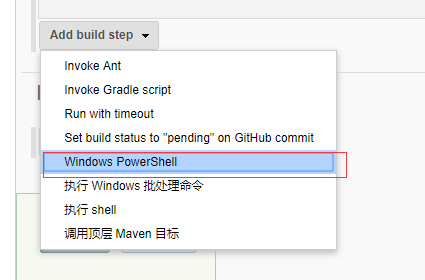 Add build step
Invoke Ant
Invoke Gradle script
Run with timeout
Set build status to "pending" on GitHub commit
Windows PowerShell
执行 Windows 批处理命令
执行 shell
调用顶层 Maven 目标